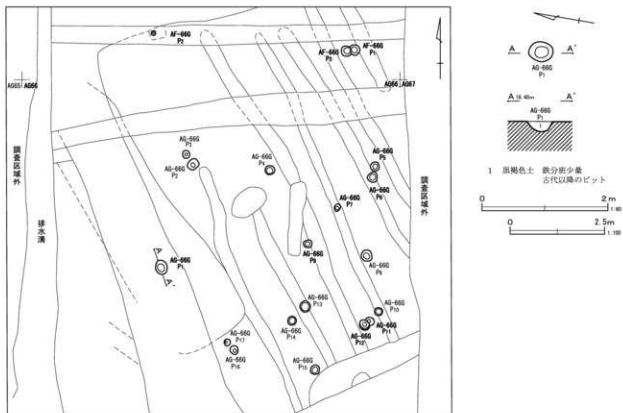 AF-66G
P2
AF-66G
P3
AF-66G
P1
AG65 AG66
AG66 AG67
調査区域外
排水溝
調査区域外
AG-66G
P3
AG-66G
P2
AG-66G
P4
AG-66G
P5
AG-66G
P6
AG-66G
P7
AG-66G
P1
AG-66G
P9
AG-66G
AG-66G
P10
AG-66G
P11
AG-66G
P12
AG-66G
P13
AG-66G
P14
AG-66G
P17
AG-66G
P16
AG-66G
P15
A A′
AG-66G
P1
A 18.40m A′
AG-66G
P1
1
1 黒褐色土 鉄分斑少量
古代以降のピット
0 2m
1:60
0 2.5m
1:100